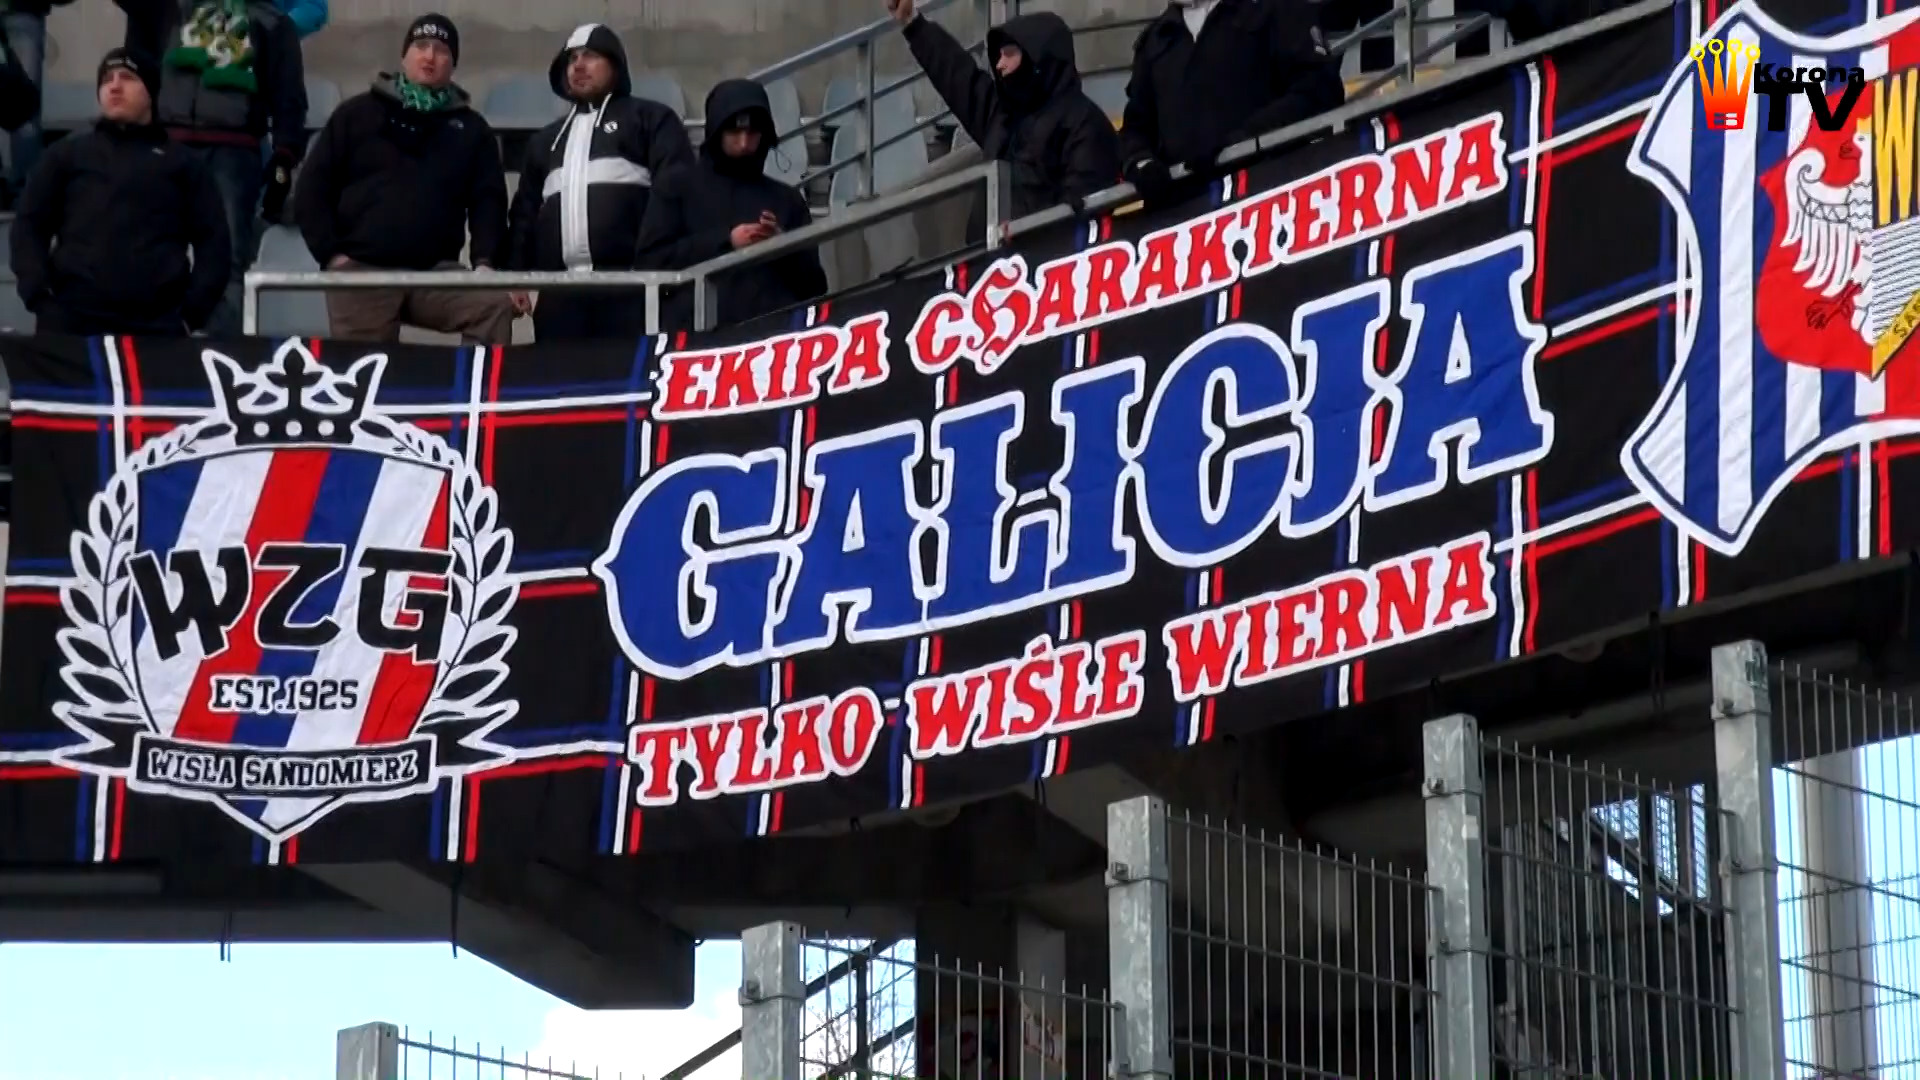 Korona
TV
EKIPA CHARAKTERNA
GALICJA
TYLKO WIŚLE WIERNA
WZG
EST.1925
WISŁA SANDOMIERZ